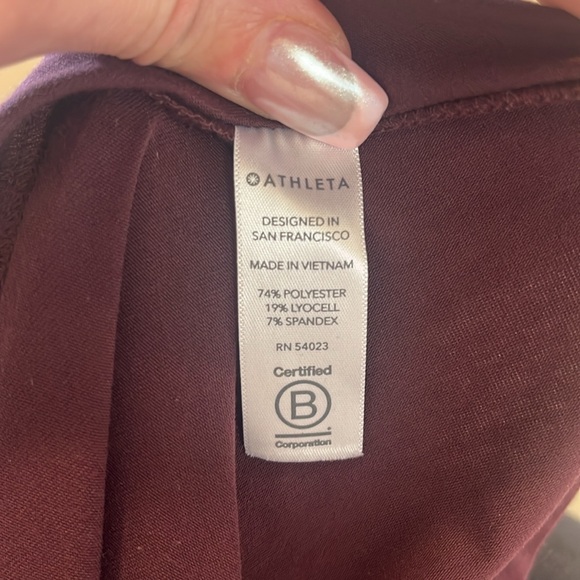 ATHLETA
DESIGNED IN
SAN FRANCISCO
MADE IN VIETNAM
74% POLYESTER
19% LYOCELL
7% SPANDEX
RN 54023
Certified
B
Corporation